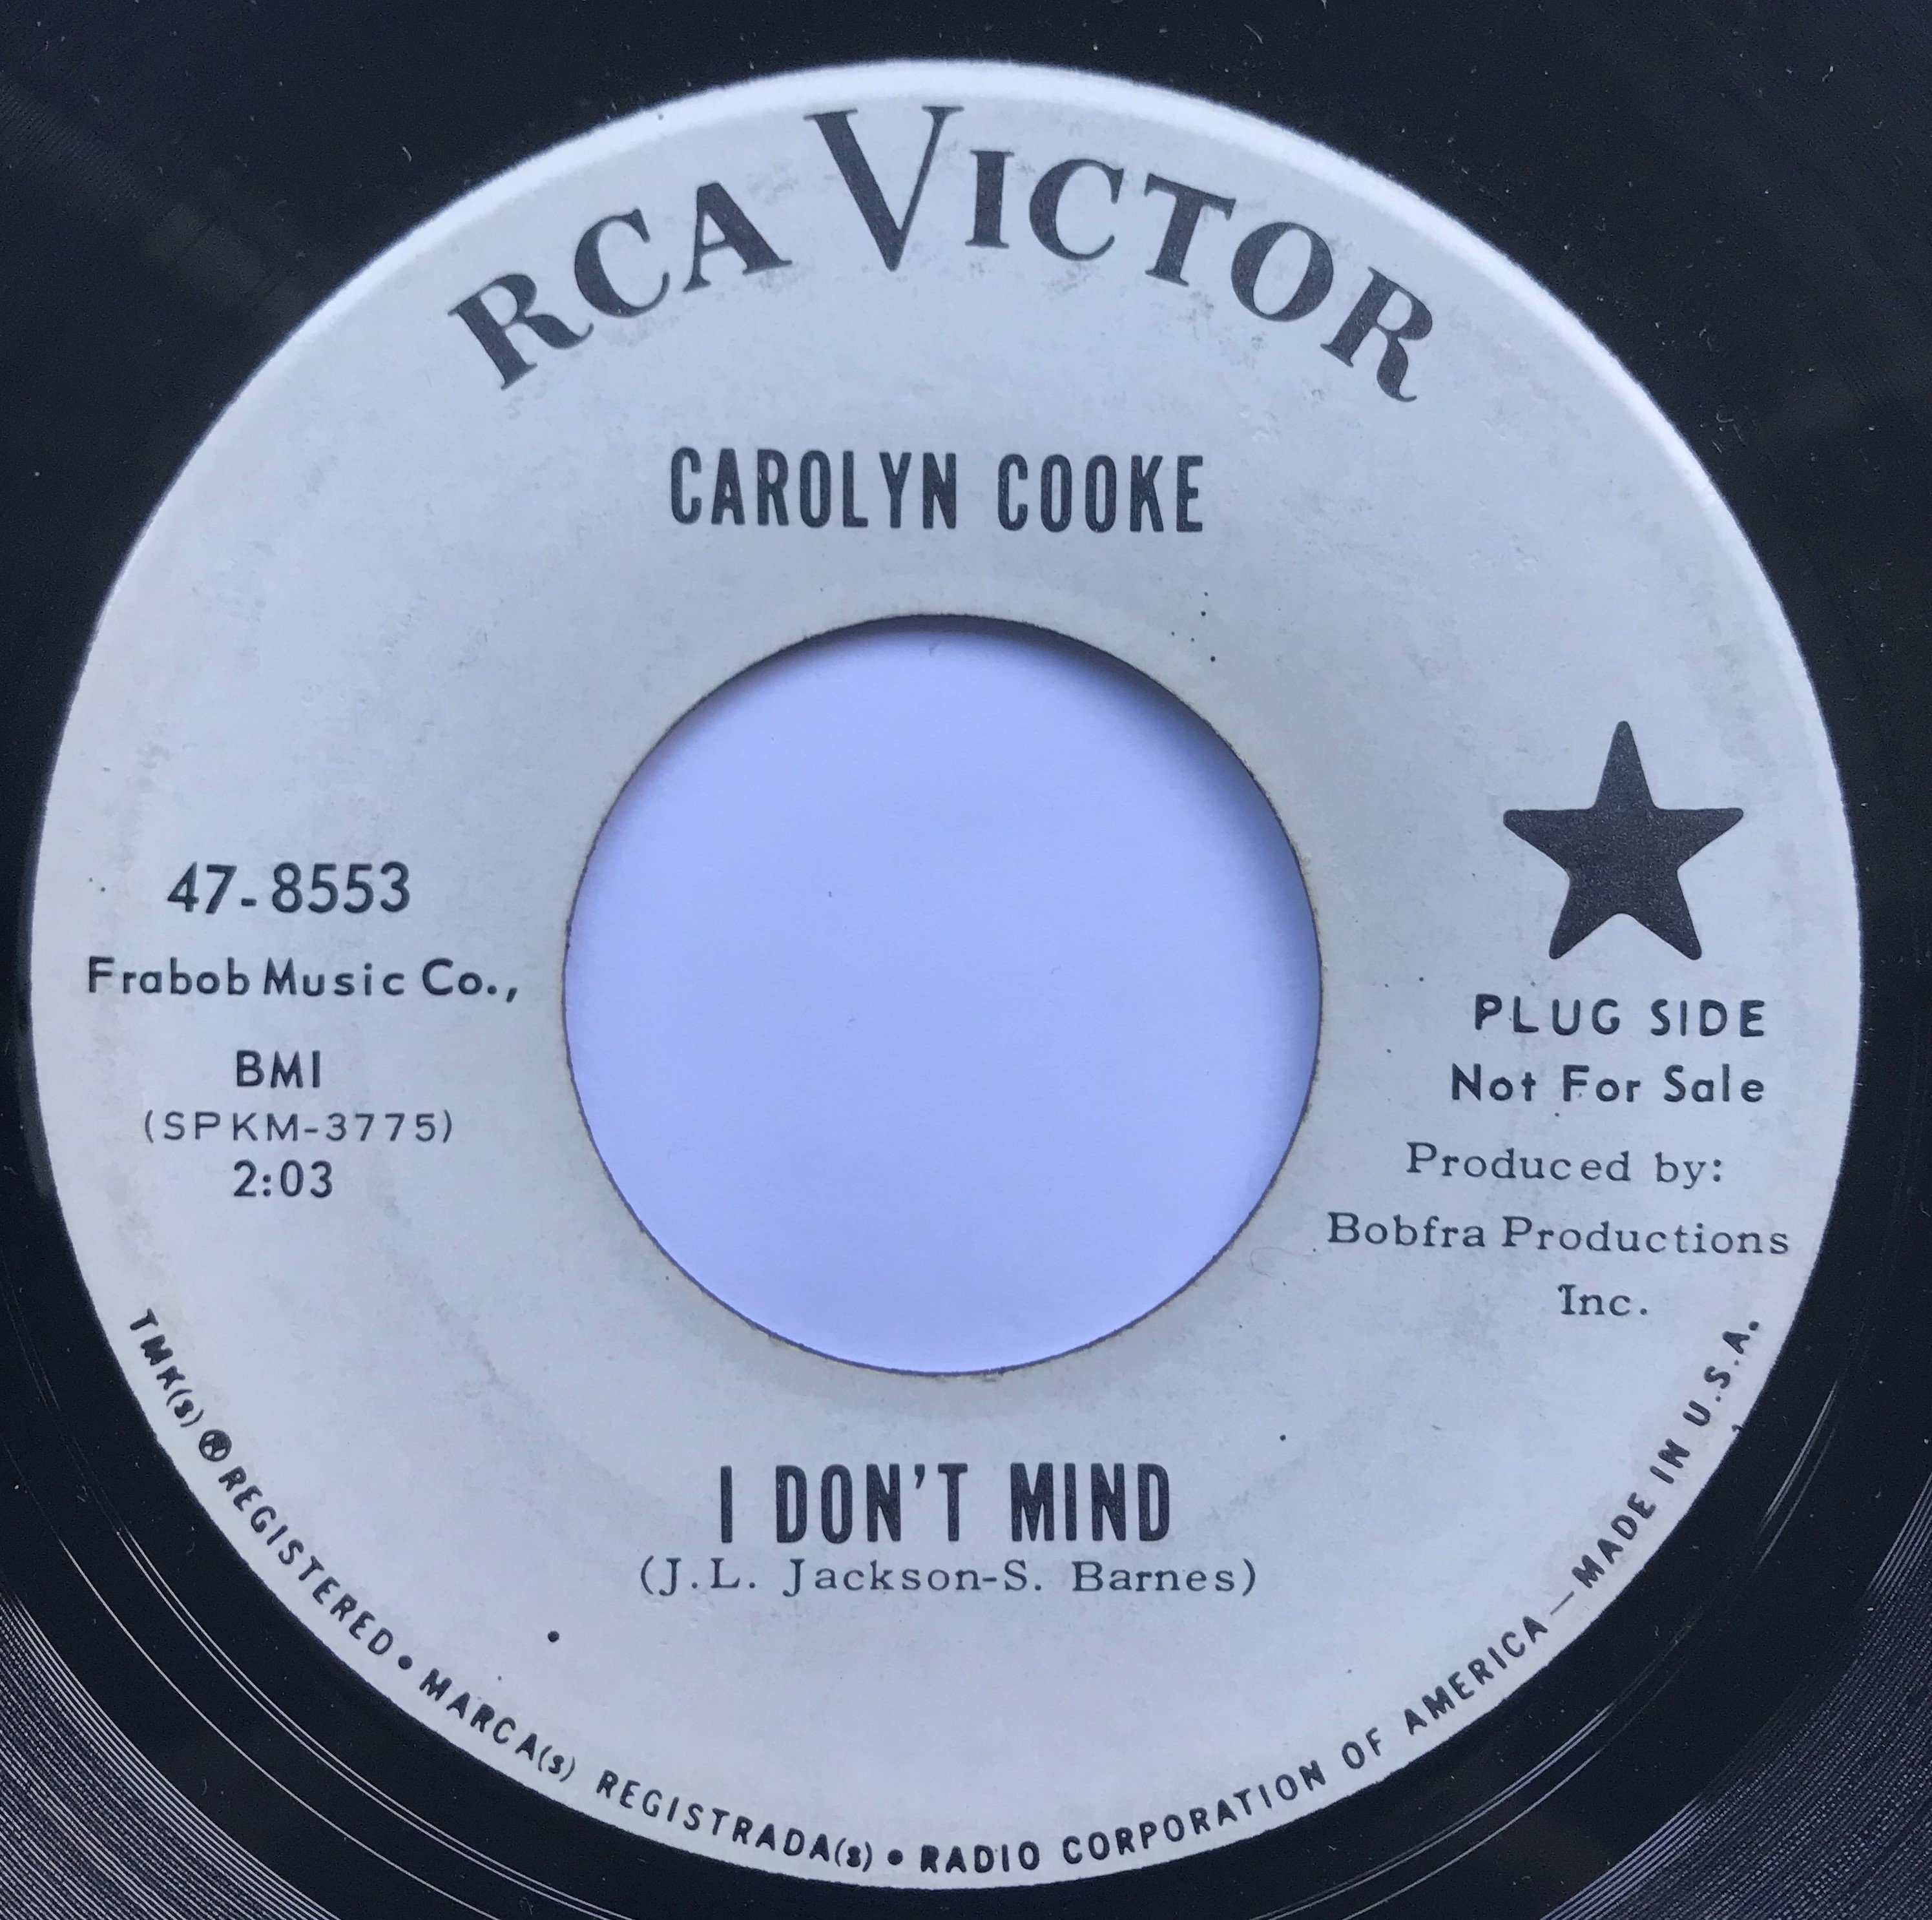 RCA VICTOR
CAROLYN COOKE
47-8553
Frabob Music Co.,
BMI
(SPKM-3775)
2:03
PLUG SIDE
Not For Sale
Produced by:
Bobfra Productions
Inc.
I DON'T MIND
(J.L. Jackson-S. Barnes)
TMK(s) ® REGISTERED • MARCA(s) REGISTRADA(s) • RADIO CORPORATION OF AMERICA—MADE IN U.S.A.